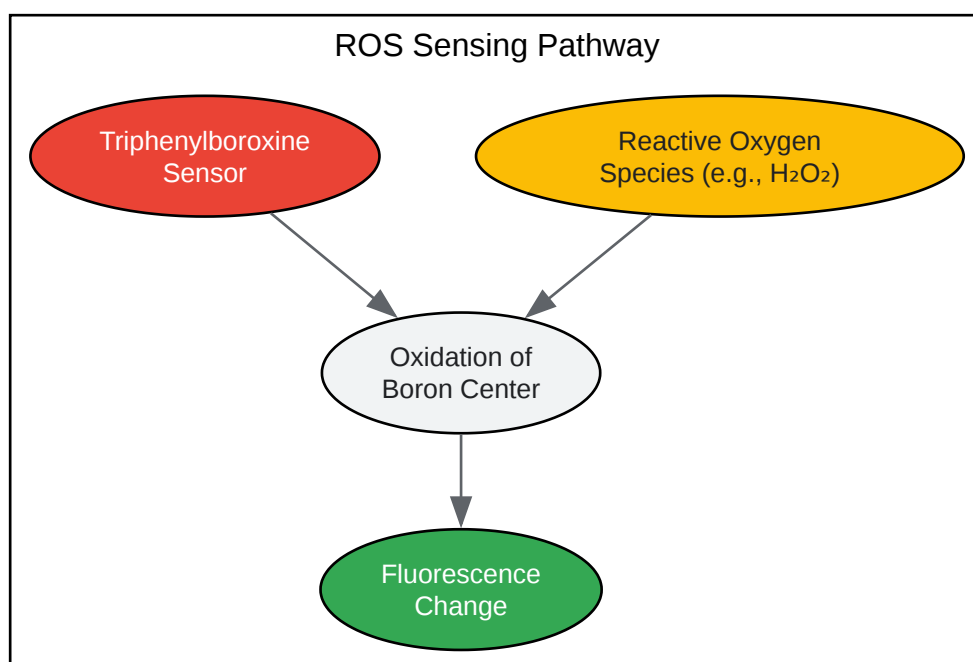 ROS Sensing Pathway
Triphenylboroxine
Sensor
Reactive Oxygen
Species (e.g., H₂O₂)
Oxidation of
Boron Center
Fluorescence
Change